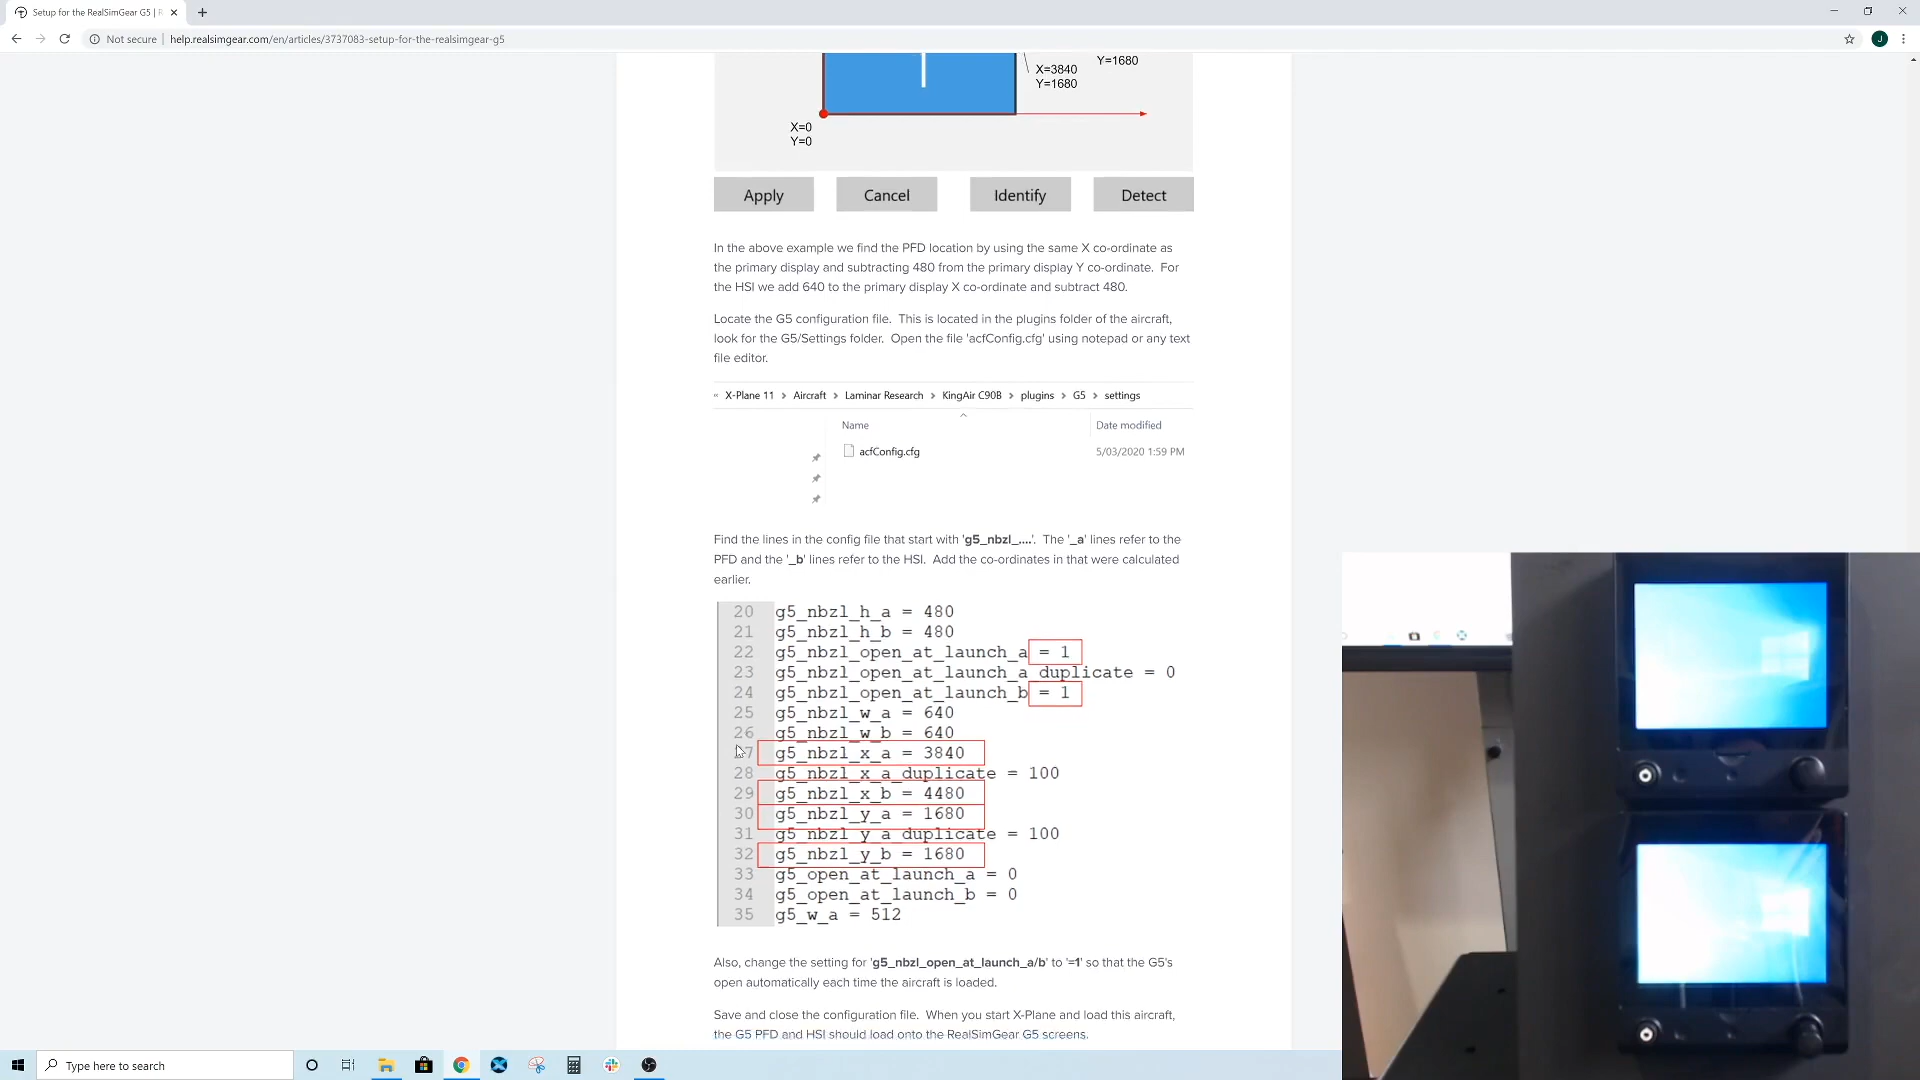 Setup for the RealSimGear G5 | R
Not secure
help.realsimgear.com/en/articles/3737083-setup-for-the-realsimgear-g5
J
X=3840
Y=1680
Y=1680
X=0
Y=0
Apply
Cancel
Identify
Detect
In the above example we find the PFD location by using the same X co-ordinate as
the primary display and subtracting 480 from the primary display Y co-ordinate. For
the HSI we add 640 to the primary display X co-ordinate and subtract 480.
Locate the G5 configuration file. This is located in the plugins folder of the aircraft,
look for the G5/Settings folder. Open the file 'acfConfig.cfg' using notepad or any text
file editor.
« X-Plane 11 > Aircraft > Laminar Research > KingAir C90B > plugins > G5 > settings
Name
Date modified
acfConfig.cfg
5/03/2020 1:59 PM
Find the lines in the config file that start with 'g5_nbzl_....'. The '_a' lines refer to the
PFD and the '_b' lines refer to the HSI. Add the co-ordinates in that were calculated
earlier.
20 g5_nbzl_h_a = 480
21 g5_nbzl_h_b = 480
22 g5_nbzl_open_at_launch_a = 1
23 g5_nbzl_open_at_launch_a_duplicate = 0
24 g5_nbzl_open_at_launch_b = 1
25 g5_nbzl_w_a = 640
26 g5_nbzl_w_b = 640
27 g5_nbzl_x_a = 3840
28 g5_nbzl_x_a_duplicate = 100
29 g5_nbzl_x_b = 4480
30 g5_nbzl_y_a = 1680
31 g5_nbzl_y_a_duplicate = 100
32 g5_nbzl_y_b = 1680
33 g5_open_at_launch_a = 0
34 g5_open_at_launch_b = 0
35 g5_w_a = 512
Also, change the setting for 'g5_nbzl_open_at_launch_a/b' to '=1' so that the G5's
open automatically each time the aircraft is loaded.
Save and close the configuration file. When you start X-Plane and load this aircraft,
the G5 PFD and HSI should load onto the RealSimGear G5 screens.
Type here to search